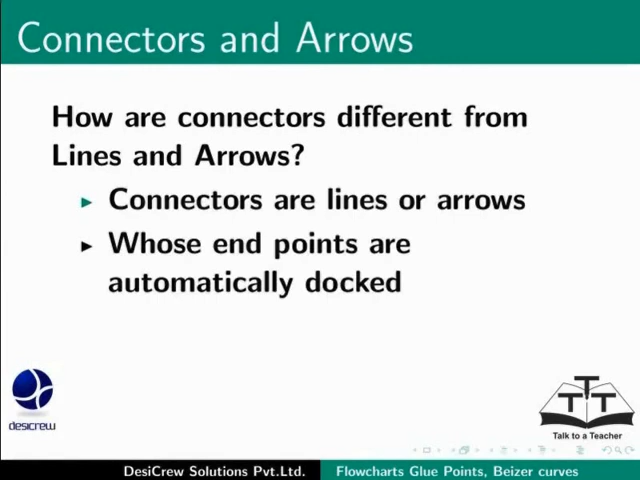 Connectors and Arrows
How are connectors different from
Lines and Arrows?
Connectors are lines or arrows
Whose end points are
automatically docked
desicrew
TTT
Talk to a Teacher
DesiCrew Solutions Pvt.Ltd. Flowcharts Glue Points, Beizer curves